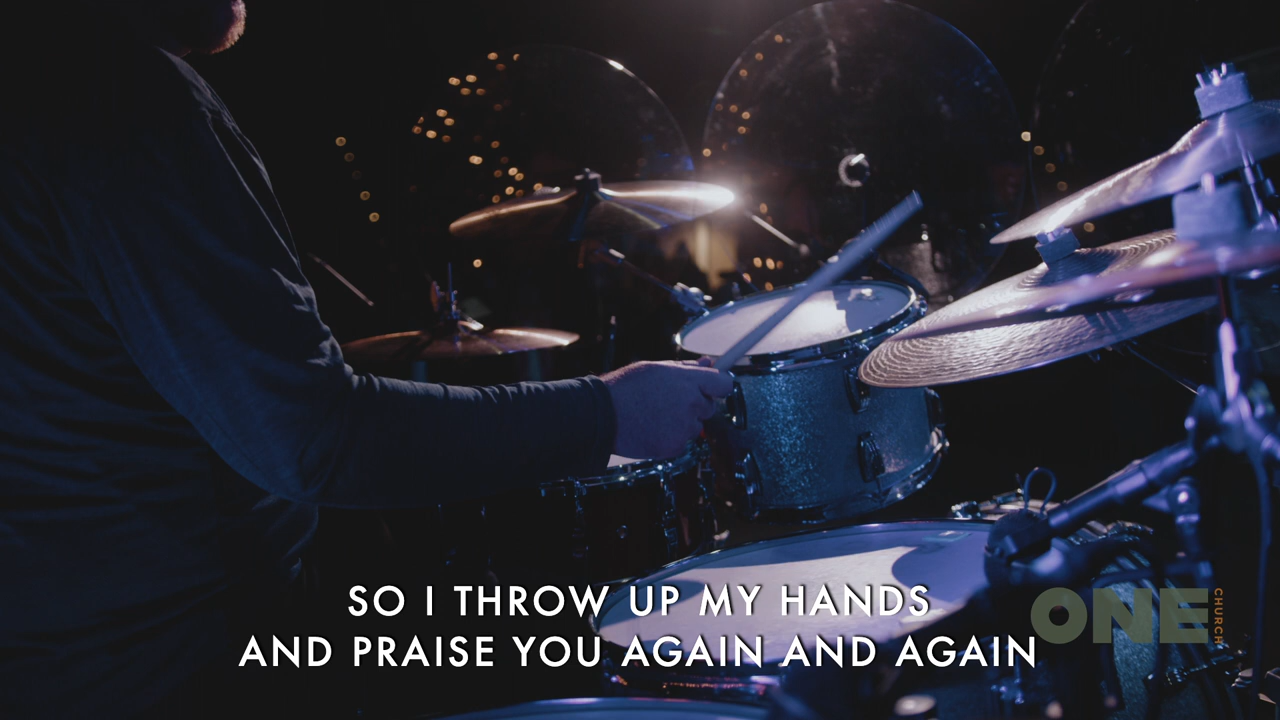 SO I THROW UP MY HANDS
AND PRAISE YOU AGAIN AND AGAIN
ONE
CHURCH